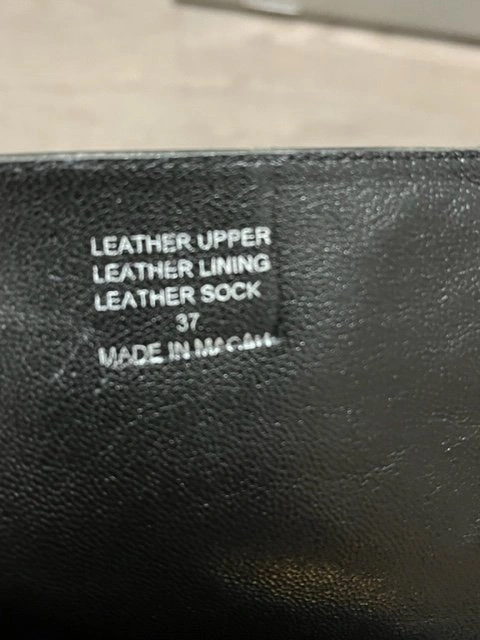 LEATHER UPPER
LEATHER LINING
LEATHER SOCK
37
MADE IN